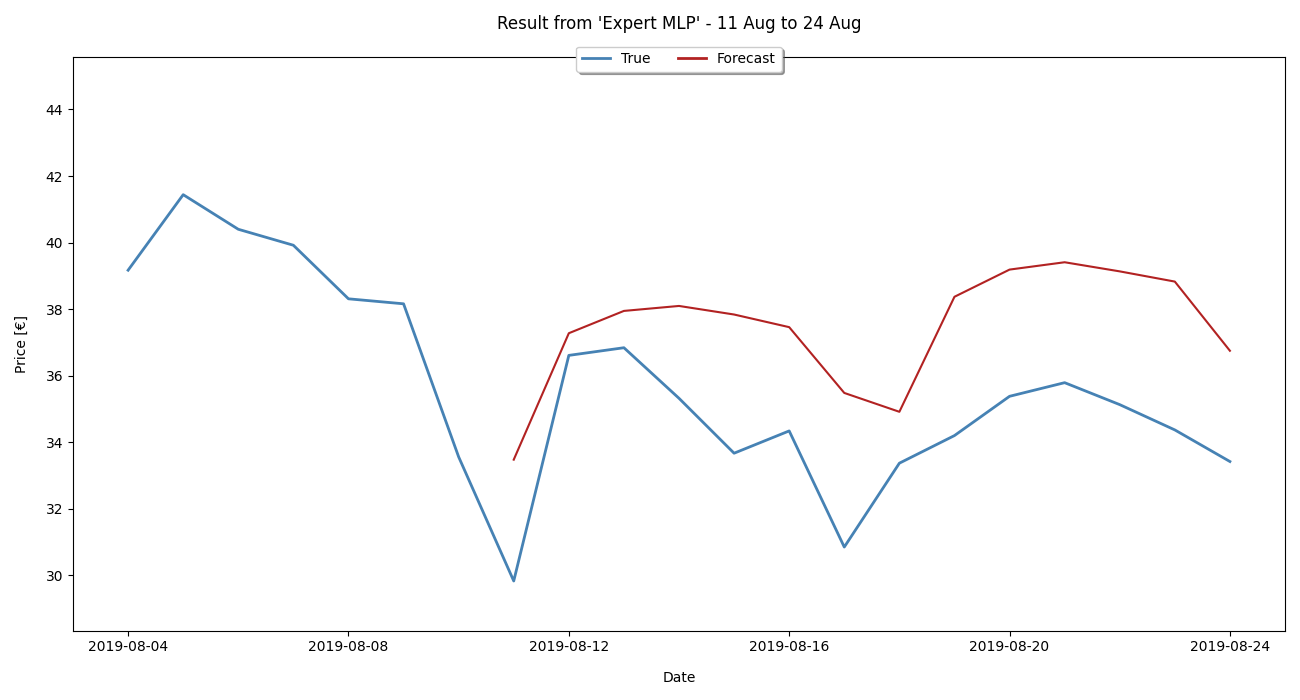 Result from 'Expert MLP' - 11 Aug to 24 Aug
True Forecast
44
42
40
38
36
34
32
30
Price [€]
2019-08-04 2019-08-08 2019-08-12 2019-08-16 2019-08-20 2019-08-24
Date